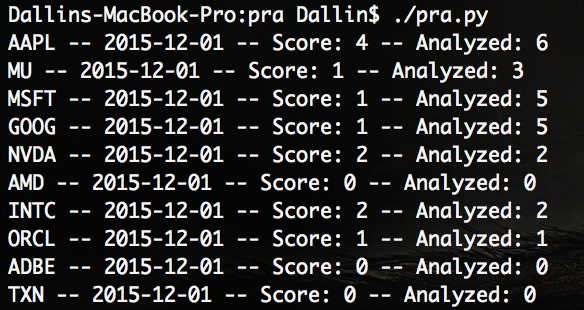 Dallins-MacBook-Pro:pra Dallin$ ./pra.py
AAPL -- 2015-12-01 -- Score: 4 -- Analyzed: 6
MU -- 2015-12-01 -- Score: 1 -- Analyzed: 3
MSFT -- 2015-12-01 -- Score: 1 -- Analyzed: 5
GOOG -- 2015-12-01 -- Score: 1 -- Analyzed: 5
NVDA -- 2015-12-01 -- Score: 2 -- Analyzed: 2
AMD -- 2015-12-01 -- Score: 0 -- Analyzed: 0
INTC -- 2015-12-01 -- Score: 2 -- Analyzed: 2
ORCL -- 2015-12-01 -- Score: 1 -- Analyzed: 1
ADBE -- 2015-12-01 -- Score: 0 -- Analyzed: 0
TXN -- 2015-12-01 -- Score: 0 -- Analyzed: 0